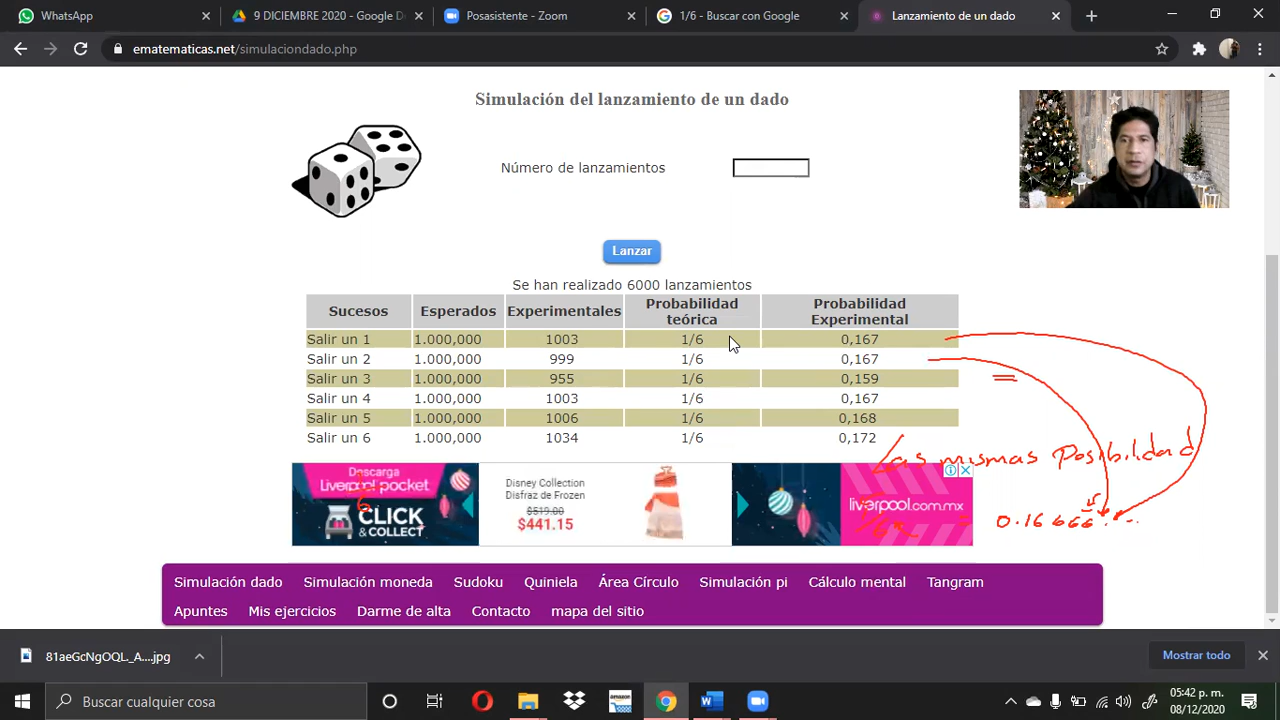 WhatsApp
9 DICIEMBRE 2020 - Google D
Posasistente - Zoom
1/6 - Buscar con Google
Lanzamiento de un dado
ematematicas.net/simulaciondado.php
Simulación del lanzamiento de un dado
Número de lanzamientos
Lanzar
Se han realizado 6000 lanzamientos
Sucesos Esperados Experimentales Probabilidad teórica Probabilidad Experimental
Salir un 1 1.000,000 1003 1/6 0,167
Salir un 2 1.000,000 999 1/6 0,167
Salir un 3 1.000,000 955 1/6 0,159
Salir un 4 1.000,000 1003 1/6 0,167
Salir un 5 1.000,000 1006 1/6 0,168
Salir un 6 1.000,000 1034 1/6 0,172
Las mismas Posibilidad
Descarga
Liverpool pocket
CLICK
& COLLECT
6
Disney Collection
Disfraz de Frozen
$519.00
$441.15
liverpool.com.mx
= 0.16666...
Simulación dado Simulación moneda Sudoku Quiniela Área Círculo Simulación pi Cálculo mental Tangram
Apuntes Mis ejercicios Darme de alta Contacto mapa del sitio
81aeGcNgOQL._A....jpg
Mostrar todo
Buscar cualquier cosa
amazon
05:42 p. m.
08/12/2020